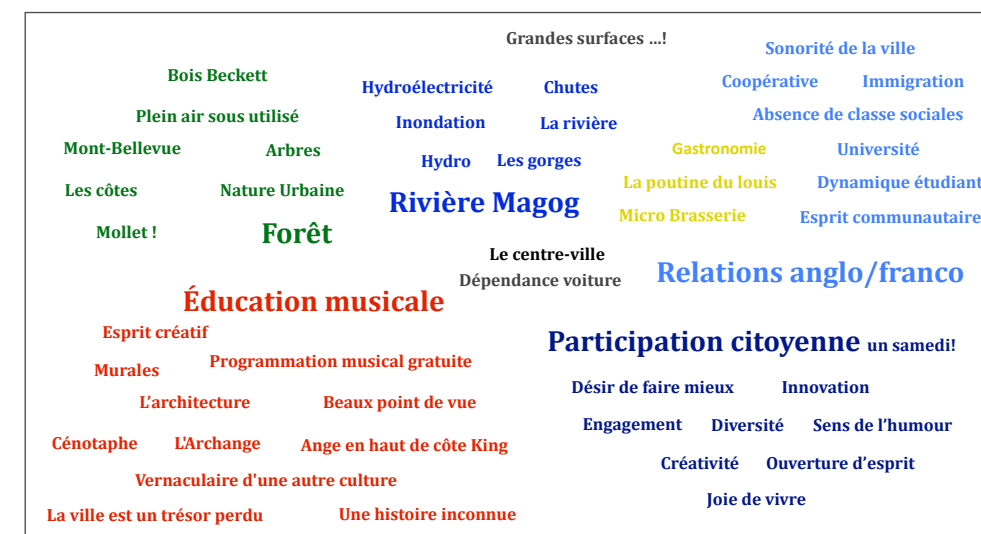 Grandes surfaces ...!
Sonorité de la ville
Bois Beckett
Hydroélectricité
Chutes
Coopérative
Immigration
Plein air sous utilisé
Inondation
La rivière
Absence de classe sociales
Mont-Bellevue
Arbres
Hydro
Les gorges
Gastronomie
Université
Les côtes
Nature Urbaine
Rivière Magog
La poutine du louis
Dynamique étudiant
Mollet !
Forêt
Micro Brasserie
Esprit communautaire
Le centre-ville
Dépendance voiture
Relations anglo/franco
Éducation musicale
Esprit créatif
Participation citoyenne un samedi!
Murales
Programmation musical gratuite
Désir de faire mieux
Innovation
L’architecture
Beaux point de vue
Engagement
Diversité
Sens de l’humour
Cénotaphe
L'Archange
Ange en haut de côte King
Créativité
Ouverture d’esprit
Vernaculaire d'une autre culture
Joie de vivre
La ville est un trésor perdu
Une histoire inconnue